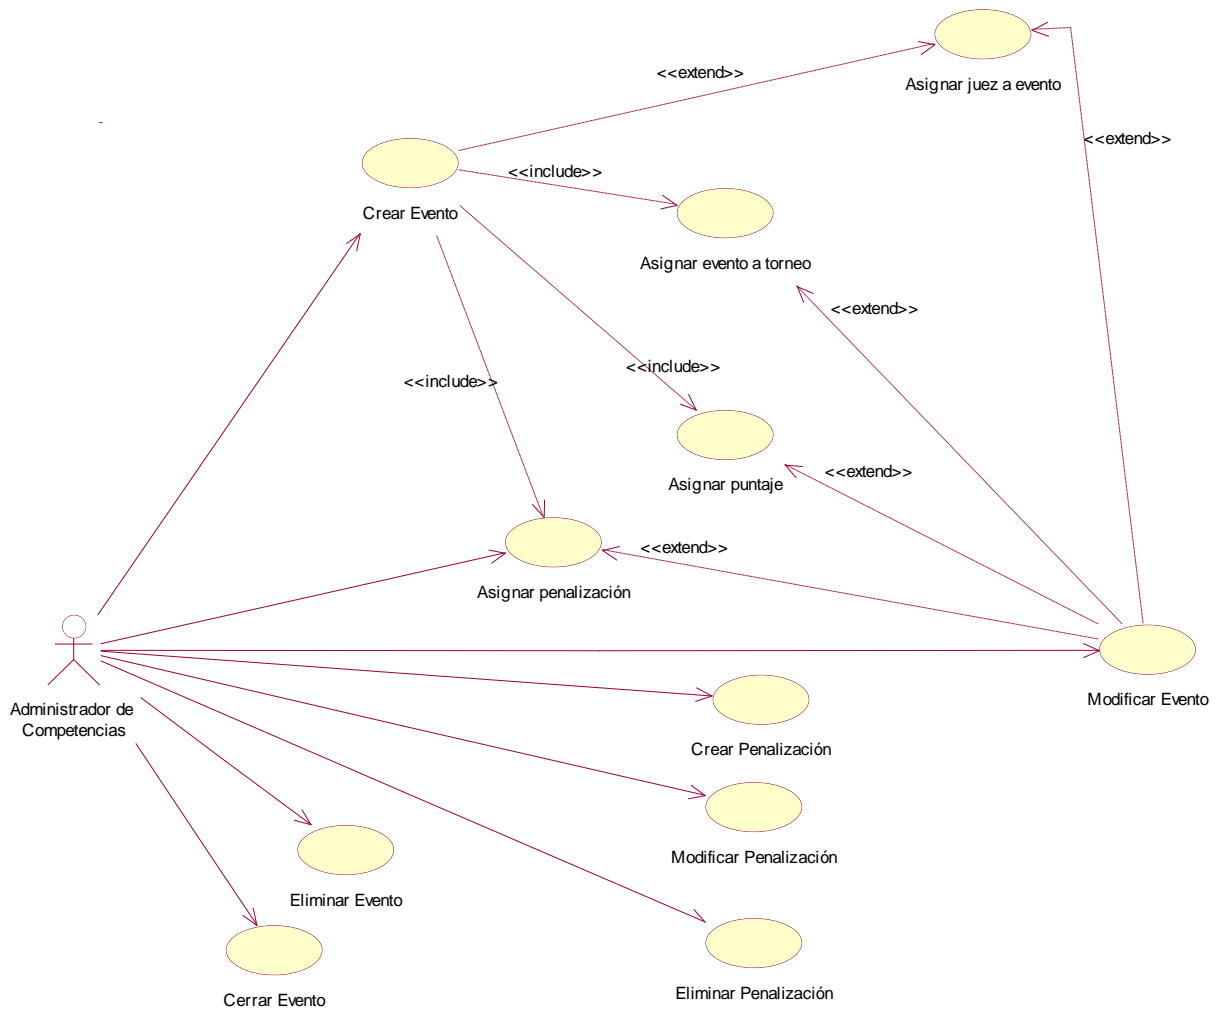 <<extend>>
Asignar juez a evento
<<extend>>
<<include>>
Crear Evento
Asignar evento a torneo
<<extend>>
<<include>>
<<include>>
<<extend>>
Asignar puntaje
<<extend>>
Asignar penalización
Modificar Evento
Administrador de
Competencias
Crear Penalización
Modificar Penalización
Eliminar Evento
Eliminar Penalización
Cerrar Evento